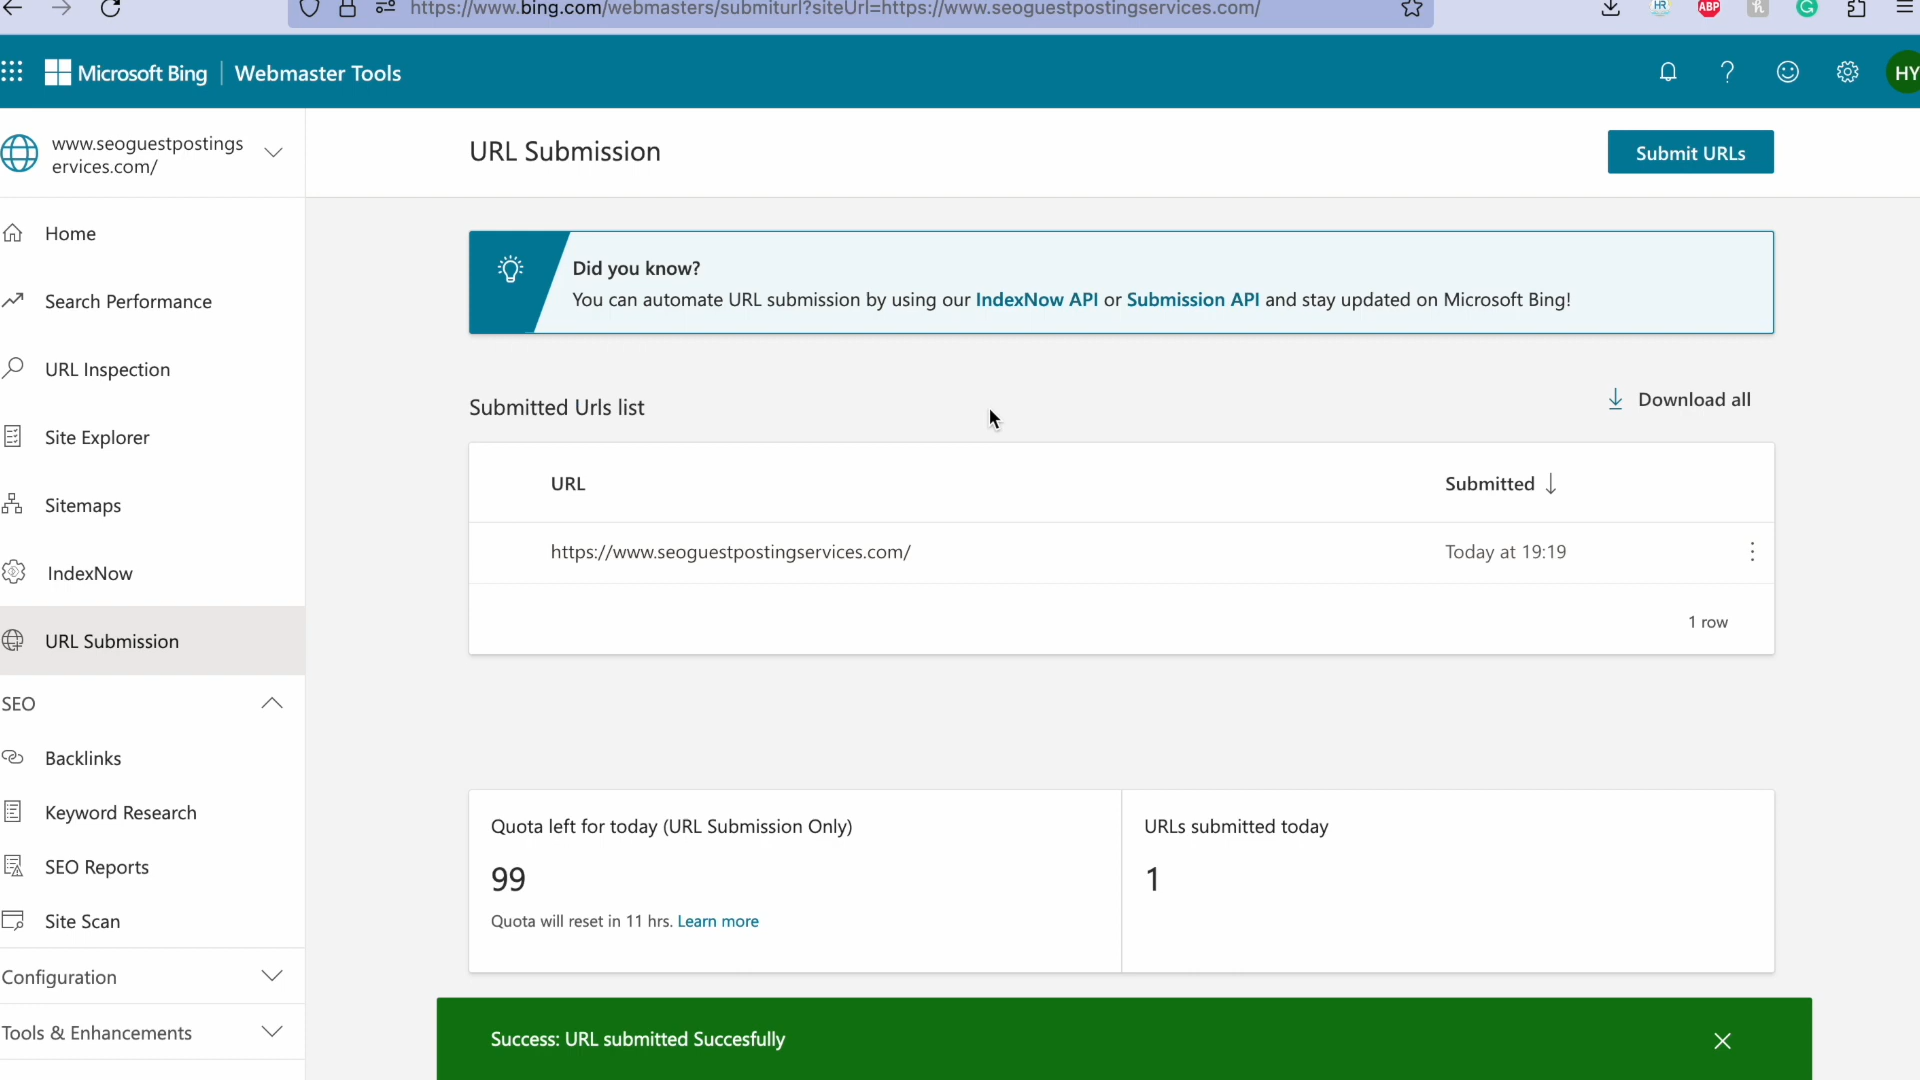 https://www.bing.com/webmasters/submiturl?siteUrl=https://www.seoguestpostingservices.com/
HR
ABP
Microsoft Bing | Webmaster Tools
HY
www.seoguestpostings
ervices.com/
URL Submission
Submit URLs
Home
Search Performance
URL Inspection
Site Explorer
Sitemaps
IndexNow
URL Submission
SEO
Backlinks
Keyword Research
SEO Reports
Site Scan
Configuration
Tools & Enhancements
Did you know?
You can automate URL submission by using our IndexNow API or Submission API and stay updated on Microsoft Bing!
Submitted Urls list
Download all
URL
Submitted
https://www.seoguestpostingservices.com/
Today at 19:19
1 row
Quota left for today (URL Submission Only)
99
Quota will reset in 11 hrs. Learn more
URLs submitted today
1
Success: URL submitted Succesfully